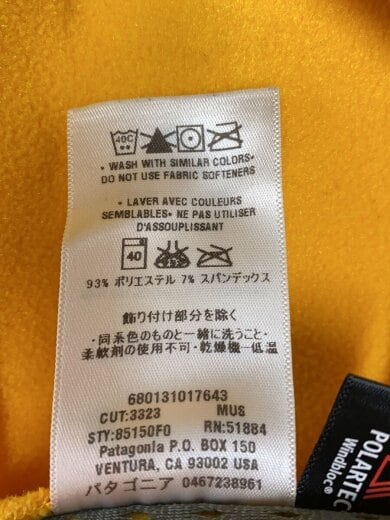 40C
• WASH WITH SIMILAR COLORS•
DO NOT USE FABRIC SOFTENERS
• LAVER AVEC COULEURS
SEMBLABLES• NE PAS UTILISER
D'ASSOUPLISSANT
40
93% ポリエステル 7% スパンデックス
飾り付け部分を除く
・同系色のものと一緒に洗うこと・
柔軟剤の使用不可・乾燥機－低温
680131017643
CUT:3323 MUS
STY:85150F0 RN:51884
Patagonia P.O. BOX 150
VENTURA, CA 93002 USA
パタゴニア 0467238961
POLARTEC
Windbloc®